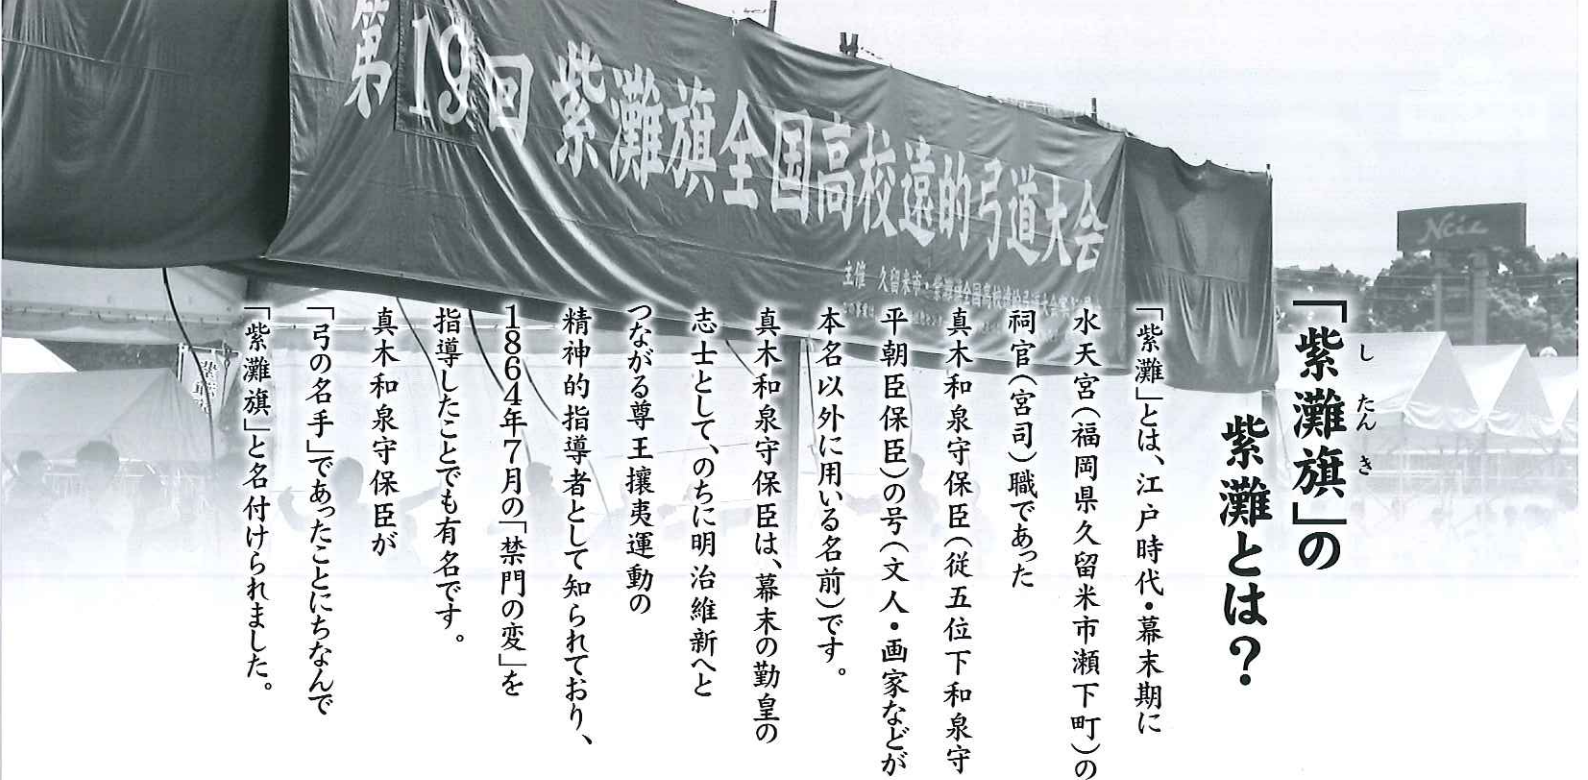 第19回 紫灘旗全国高校遠的弓道大会
主催 久留米市・紫灘旗全国高校遠的弓道大会
Nciz
「紫灘旗」の
したんき
紫灘とは?
「紫灘」とは、江戸時代・幕末期に
水天宮(福岡県久留米市瀬下町)の
祠官(宮司)職であった
真木和泉守保臣(従五位下和泉守
平朝臣保臣)の号(文人・画家などが
本名以外に用いる名前)です。
真木和泉守保臣は、幕末の勤皇の
志士として、のちに明治維新へと
つながる尊王攘夷運動の
精神的指導者として知られており、
1864年7月の「禁門の変」を
指導したことでも有名です。
真木和泉守保臣が
「弓の名手」であったことにちなんで
「紫灘旗」と名付けられました。